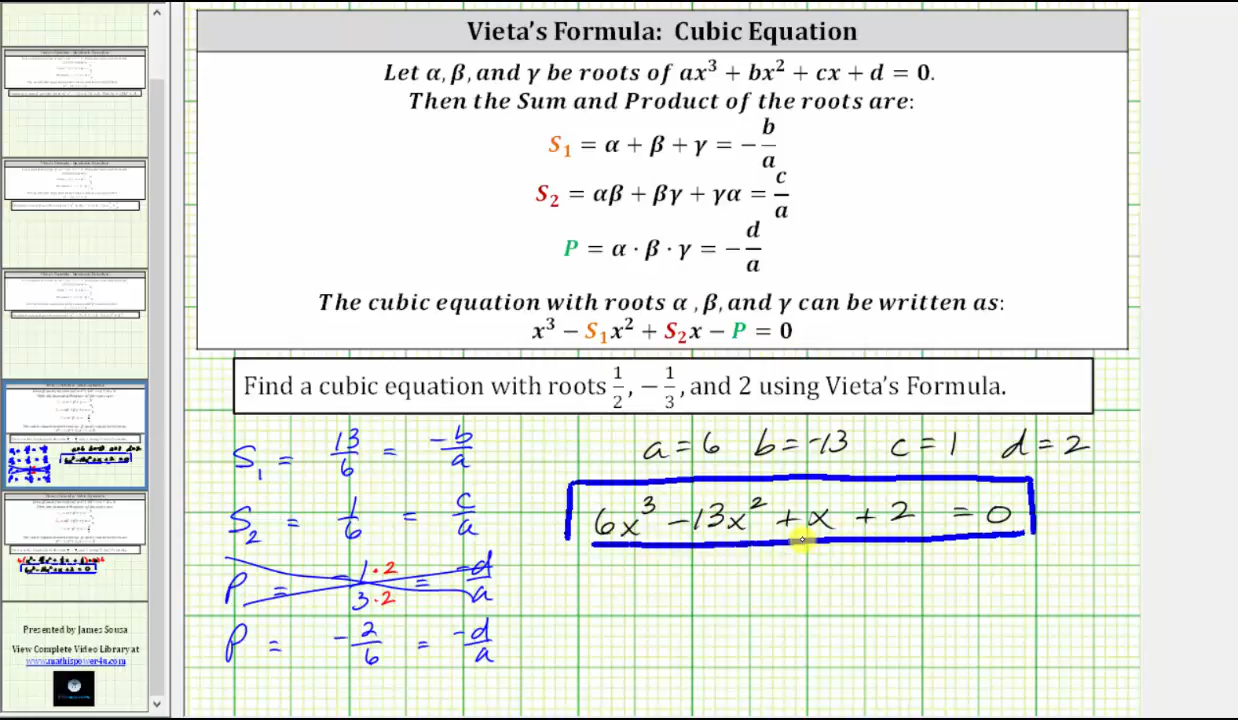 Vieta's Formula: Cubic Equation
Let α, β, and γ be roots of ax³ + bx² + cx + d = 0.
Then the Sum and Product of the roots are:
S₁ = α + β + γ = − b/a
S₂ = αβ + βγ + γα = c/a
P = α · β · γ = − d/a
The cubic equation with roots α , β, and γ can be written as:
x³ − S₁x² + S₂x − P = 0
Find a cubic equation with roots 1/2, − 1/3, and 2 using Vieta's Formula.
S₁ = 13/6 = -b/a
S₂ = 1/6 = c/a
P = -1·2/3·2 = -d/a
P = -2/6 = -d/a
a=6 b=-13 c=1 d=2
6x³ -13x² +x +2 =0
Presented by James Sousa
View Complete Video Library at
www.mathispower4u.com